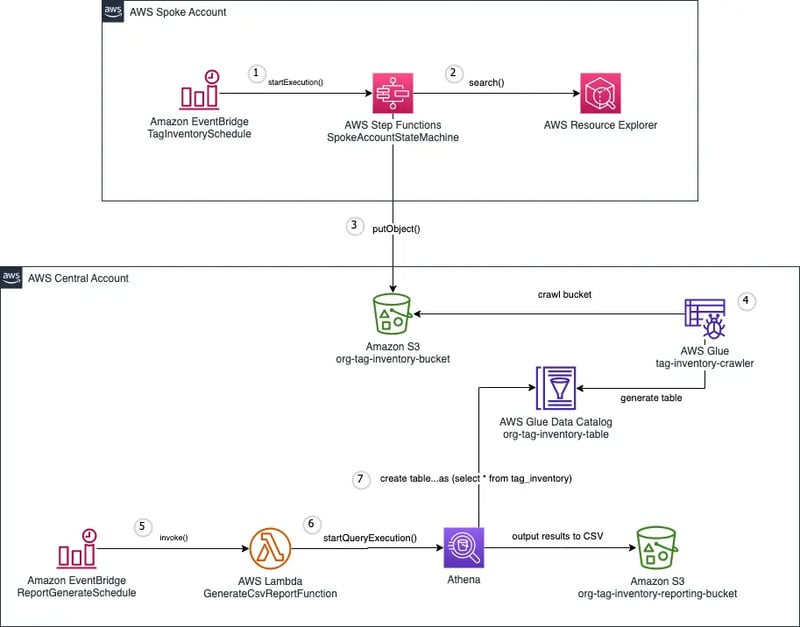 aws
AWS Spoke Account
1
startExecution()
2
search()
Amazon EventBridge
TagInventorySchedule
AWS Step Functions
SpokeAccountStateMachine
AWS Resource Explorer
3
putObject()
aws
AWS Central Account
crawl bucket
4
Amazon S3
org-tag-inventory-bucket
AWS Glue
tag-inventory-crawler
generate table
AWS Glue Data Catalog
org-tag-inventory-table
7
create table...as (select * from tag_inventory)
5
invoke()
6
startQueryExecution()
output results to CSV
Amazon EventBridge
ReportGenerateSchedule
AWS Lambda
GenerateCsvReportFunction
Athena
Amazon S3
org-tag-inventory-reporting-bucket